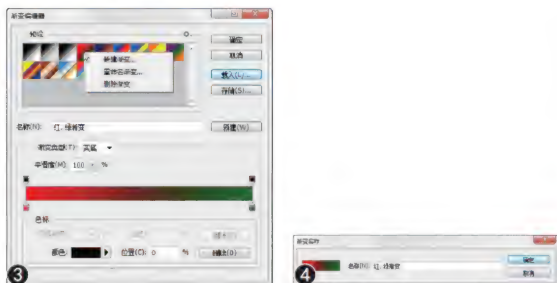 渐变编辑器
预设
确定
取消
新建渐变...
重命名渐变...
删除渐变
载入(L)...
存储(S)...
名称(N): 红, 绿渐变
新建(W)
渐变类型(T): 实底
平滑度(M): 100 %
色标
颜色:
位置(C): 0 %
删除(D)
3
渐变名称
名称(N): 红, 绿渐变
确定
取消
4